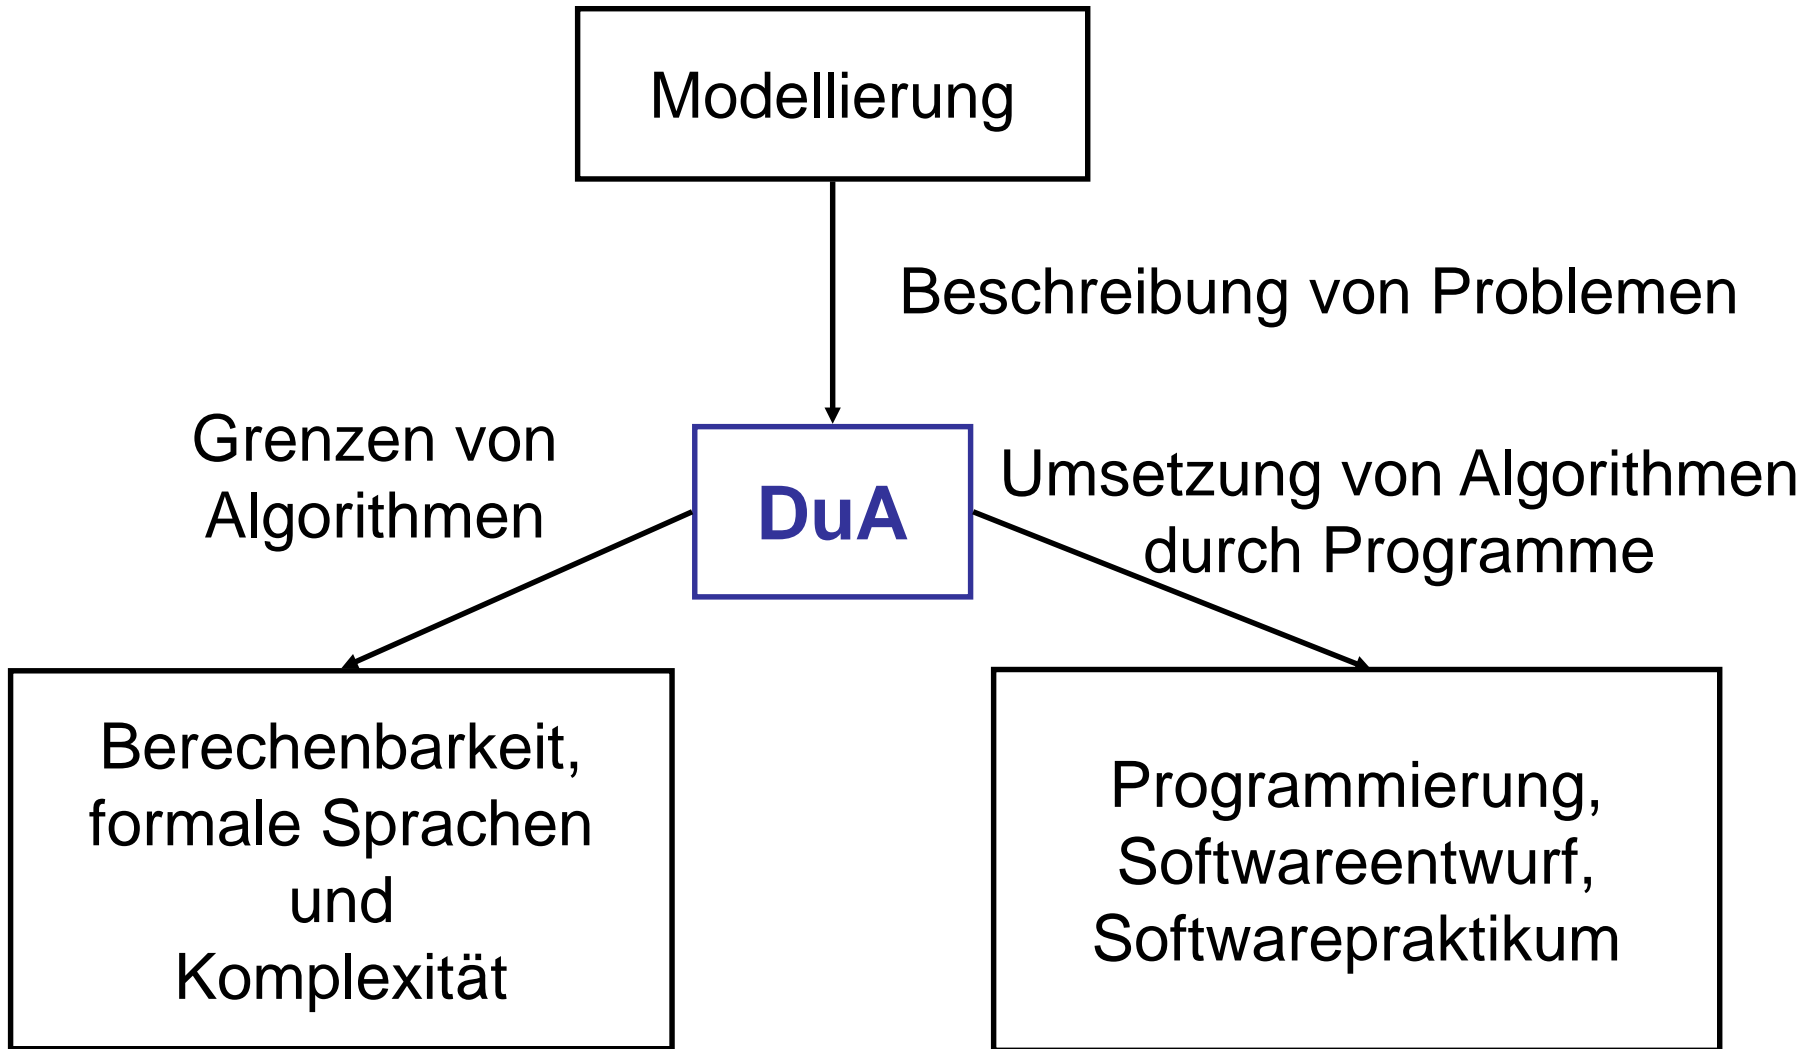 Modellierung
Beschreibung von Problemen
Grenzen von
Algorithmen
DuA
Umsetzung von Algorithmen
durch Programme
Berechenbarkeit,
formale Sprachen
und
Komplexität
Programmierung,
Softwareentwurf,
Softwarepraktikum